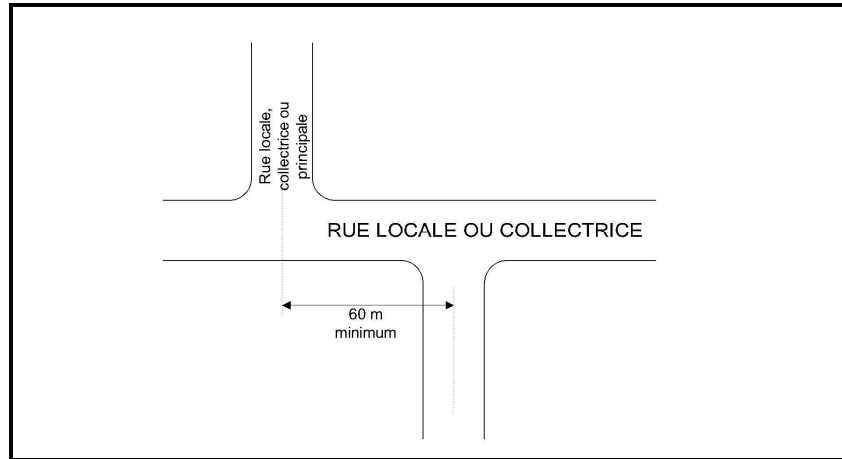 Rue locale,
collectrice ou
principale
RUE LOCALE OU COLLECTRICE
60 m
minimum